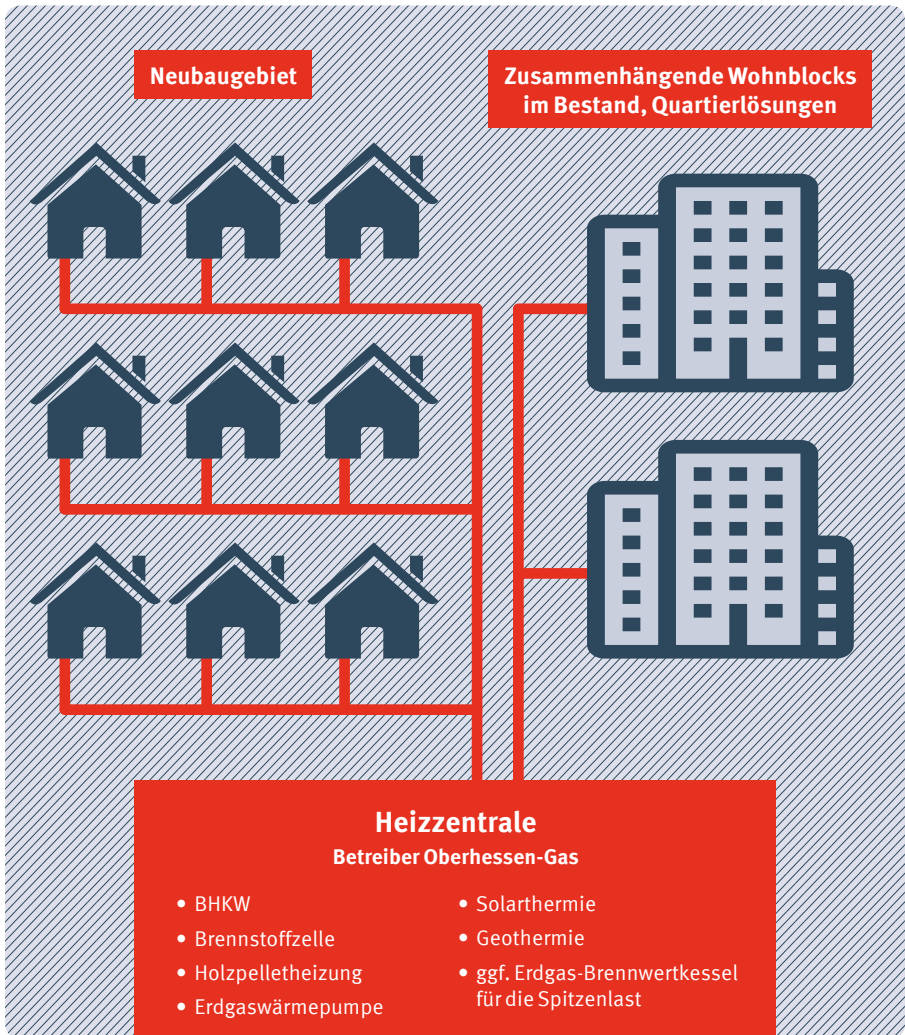 Neubaugebiet
Zusammenhängende Wohnblocks
im Bestand, Quartierlösungen
Heizzentrale
Betreiber Oberhessen-Gas
• BHKW
• Brennstoffzelle
• Holzpelletheizung
• Erdgaswärmepumpe
• Solarthermie
• Geothermie
• ggf. Erdgas-Brennwertkessel
für die Spitzenlast